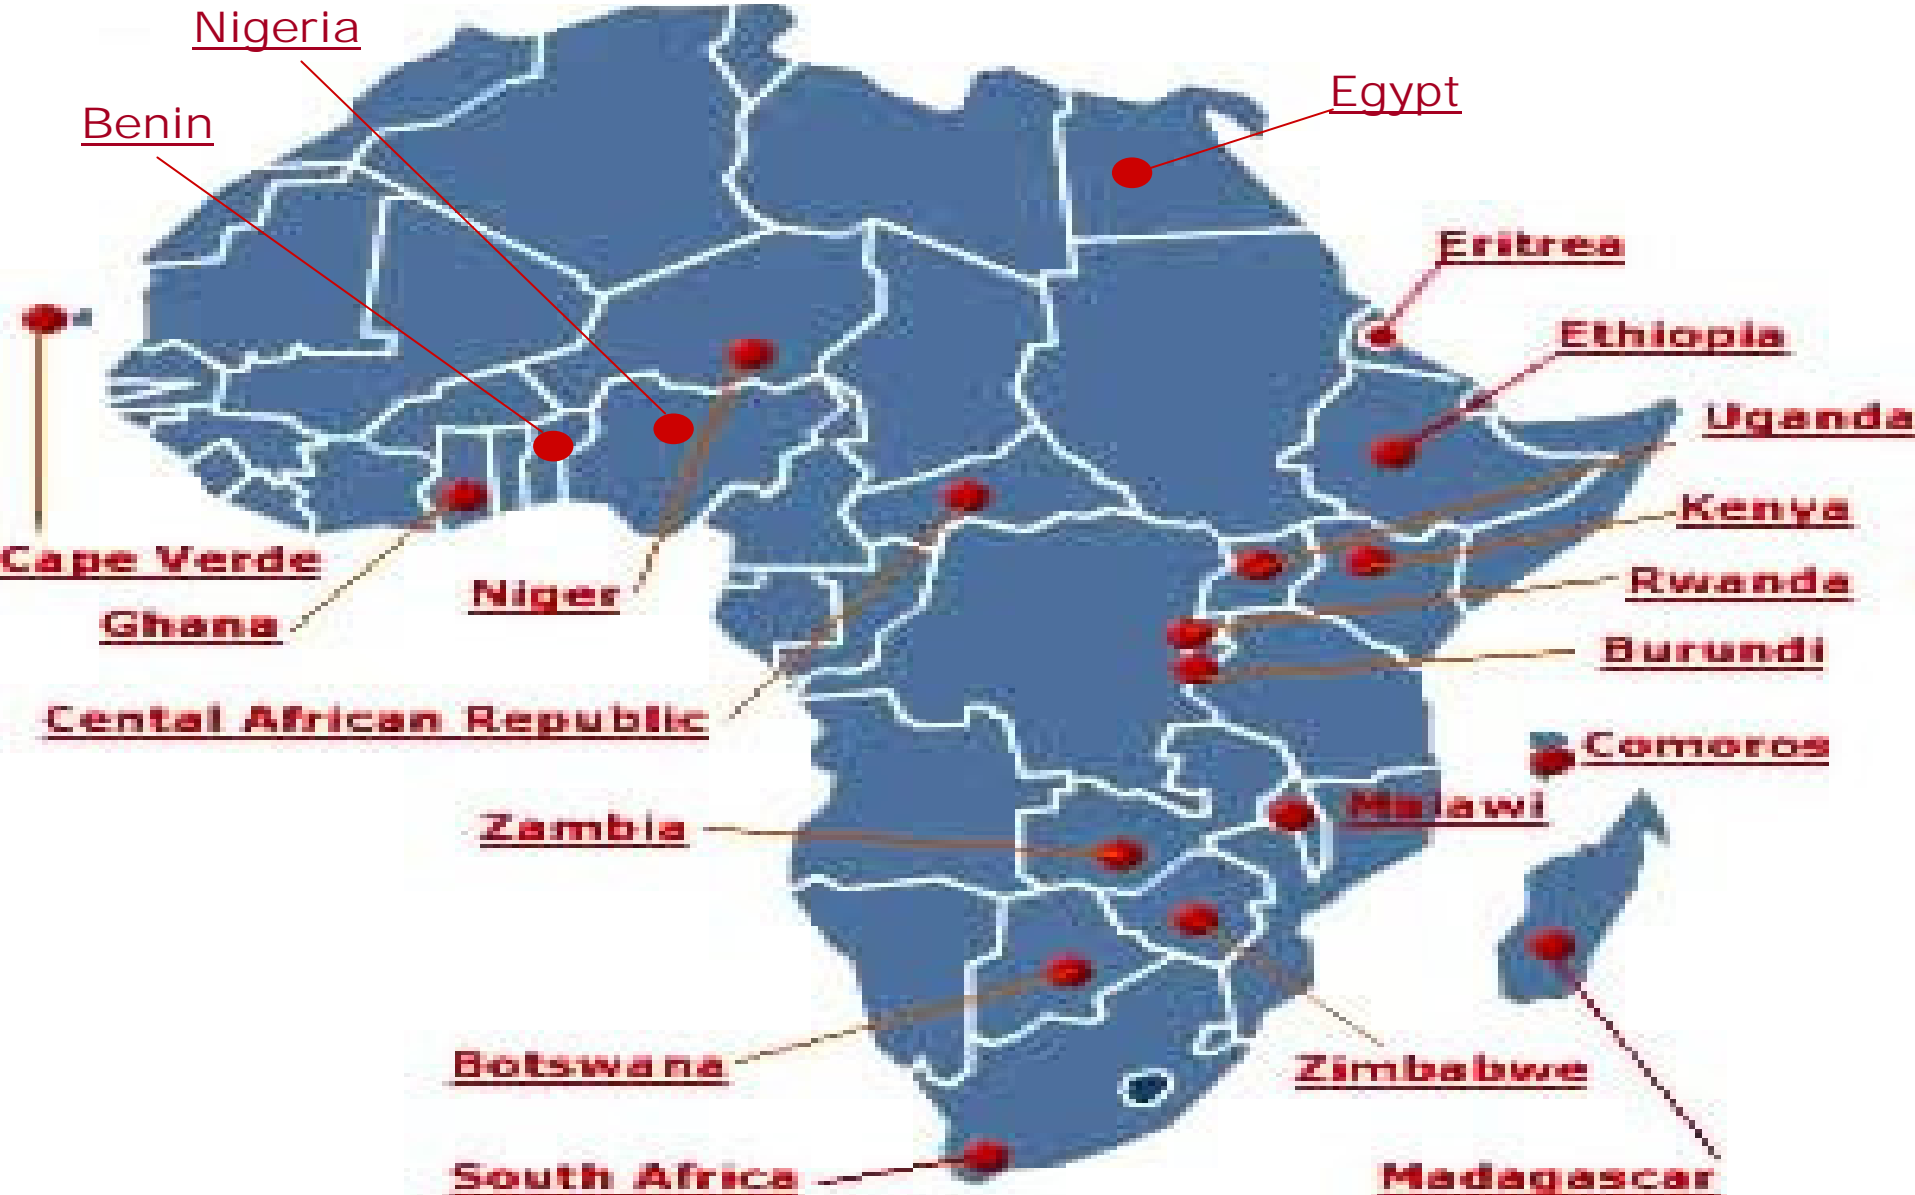 Nigeria
Egypt
Benin
Eritrea
Ethiopia
Uganda
Kenya
Cape Verde
Rwanda
Niger
Ghana
Burundi
Cental African Republic
Comoros
Malawi
Zambia
Botswana
Zimbabwe
South Africa
Madagascar